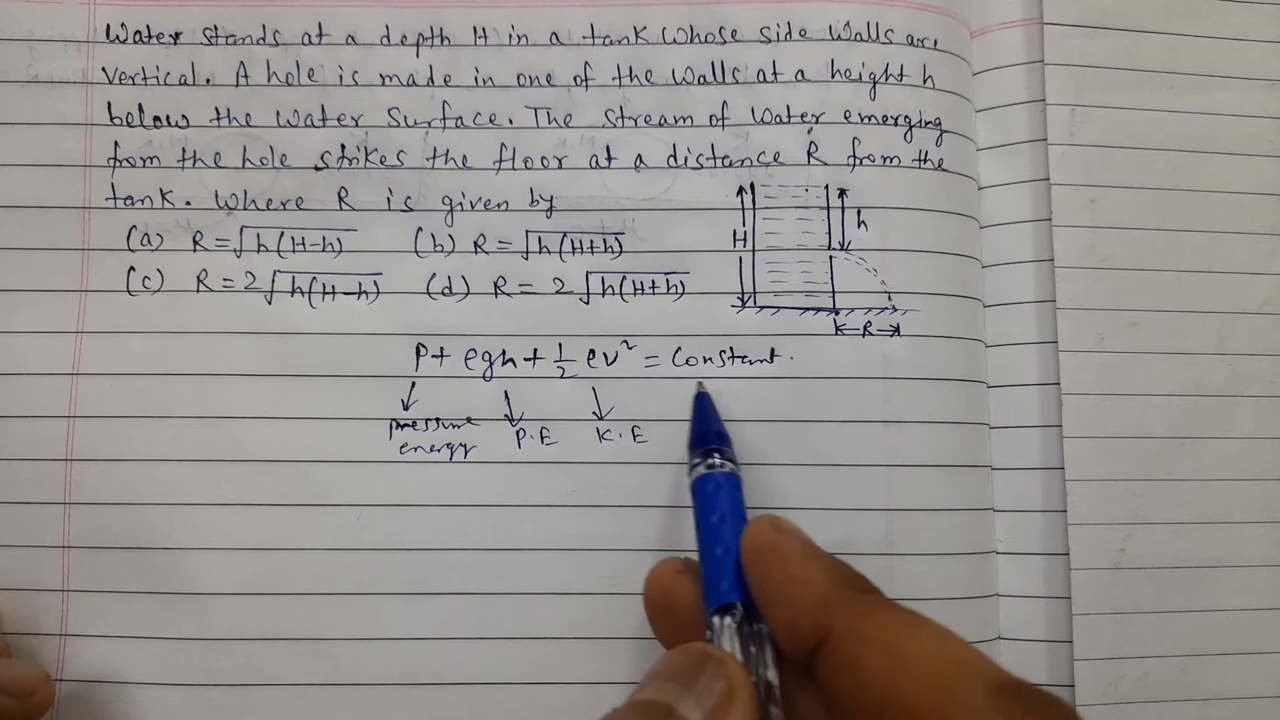 Water stands at a depth H in a tank whose side walls are
vertical. A hole is made in one of the walls at a height h
below the water surface. The stream of water emerging
from the hole strikes the floor at a distance R from the
tank. Where R is given by
(a) R = √h(H-h) (b) R = √h(H+h)
(c) R = 2√h(H-h) (d) R = 2√h(H+h)
H
h
R
P + ρgh + 1/2 ρv² = Constant.
pressure energy
P.E
K.E